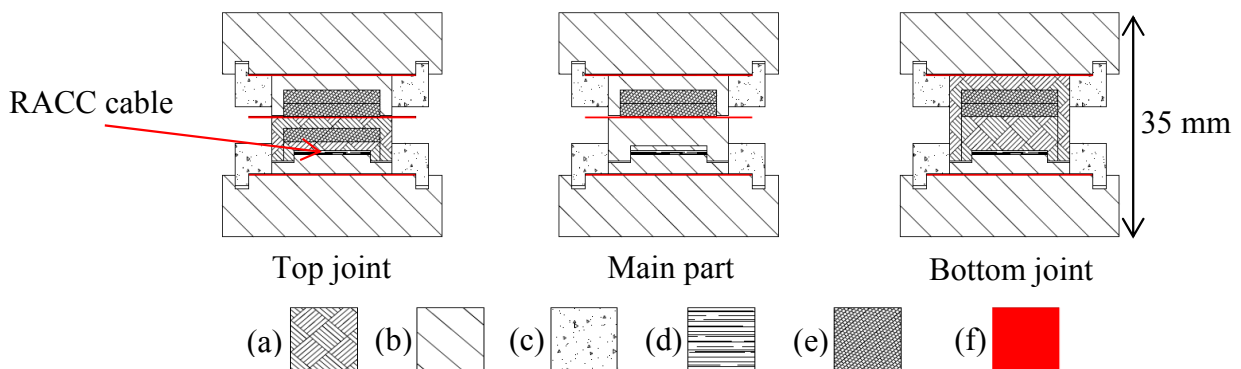 RACC cable
35 mm
Top joint
Main part
Bottom joint
(a)
(b)
(c)
(d)
(e)
(f)